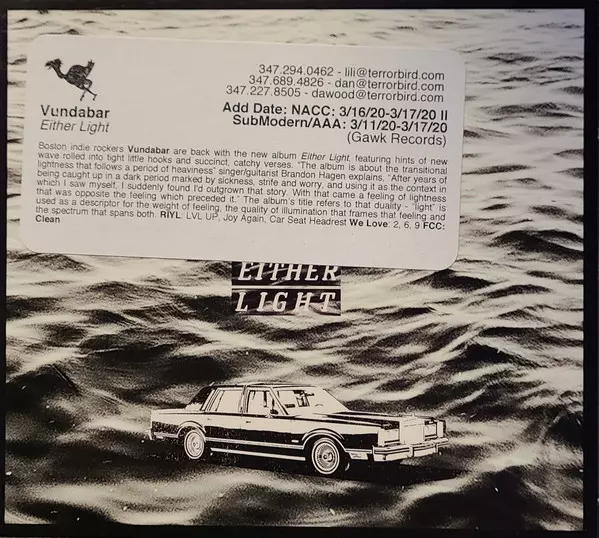 347.294.0462 - lili@terrorbird.com
347.689.4826 - dan@terrorbird.com
347.227.8505 - dawood@terrorbird.com
Vundabar
Either Light
Add Date: NACC: 3/16/20-3/17/20 II
SubModern/AAA: 3/11/20-3/17/20
(Gawk Records)
Boston indie rockers Vundabar are back with the new album Either Light, featuring hints of new
wave rolled into tight little hooks and succinct, catchy verses. "The album is about the transitional
lightness that follows a period of heaviness" singer/guitarist Brandon Hagen explains, "After years of
being caught up in a dark period marked by sickness, strife and worry, and using it as the context in
which I saw myself, I suddenly found I'd outgrown that story. With that came a feeling of lightness
that was opposite the feeling which preceded it." The album's title refers to that duality - "light" is
used as a descriptor for the weight of feeling, the quality of illumination that frames that feeling and
the spectrum that spans both. RIYL: LVL UP, Joy Again, Car Seat Headrest We Love: 2, 6, 9 FCC:
Clean
EITHER
LIGHT